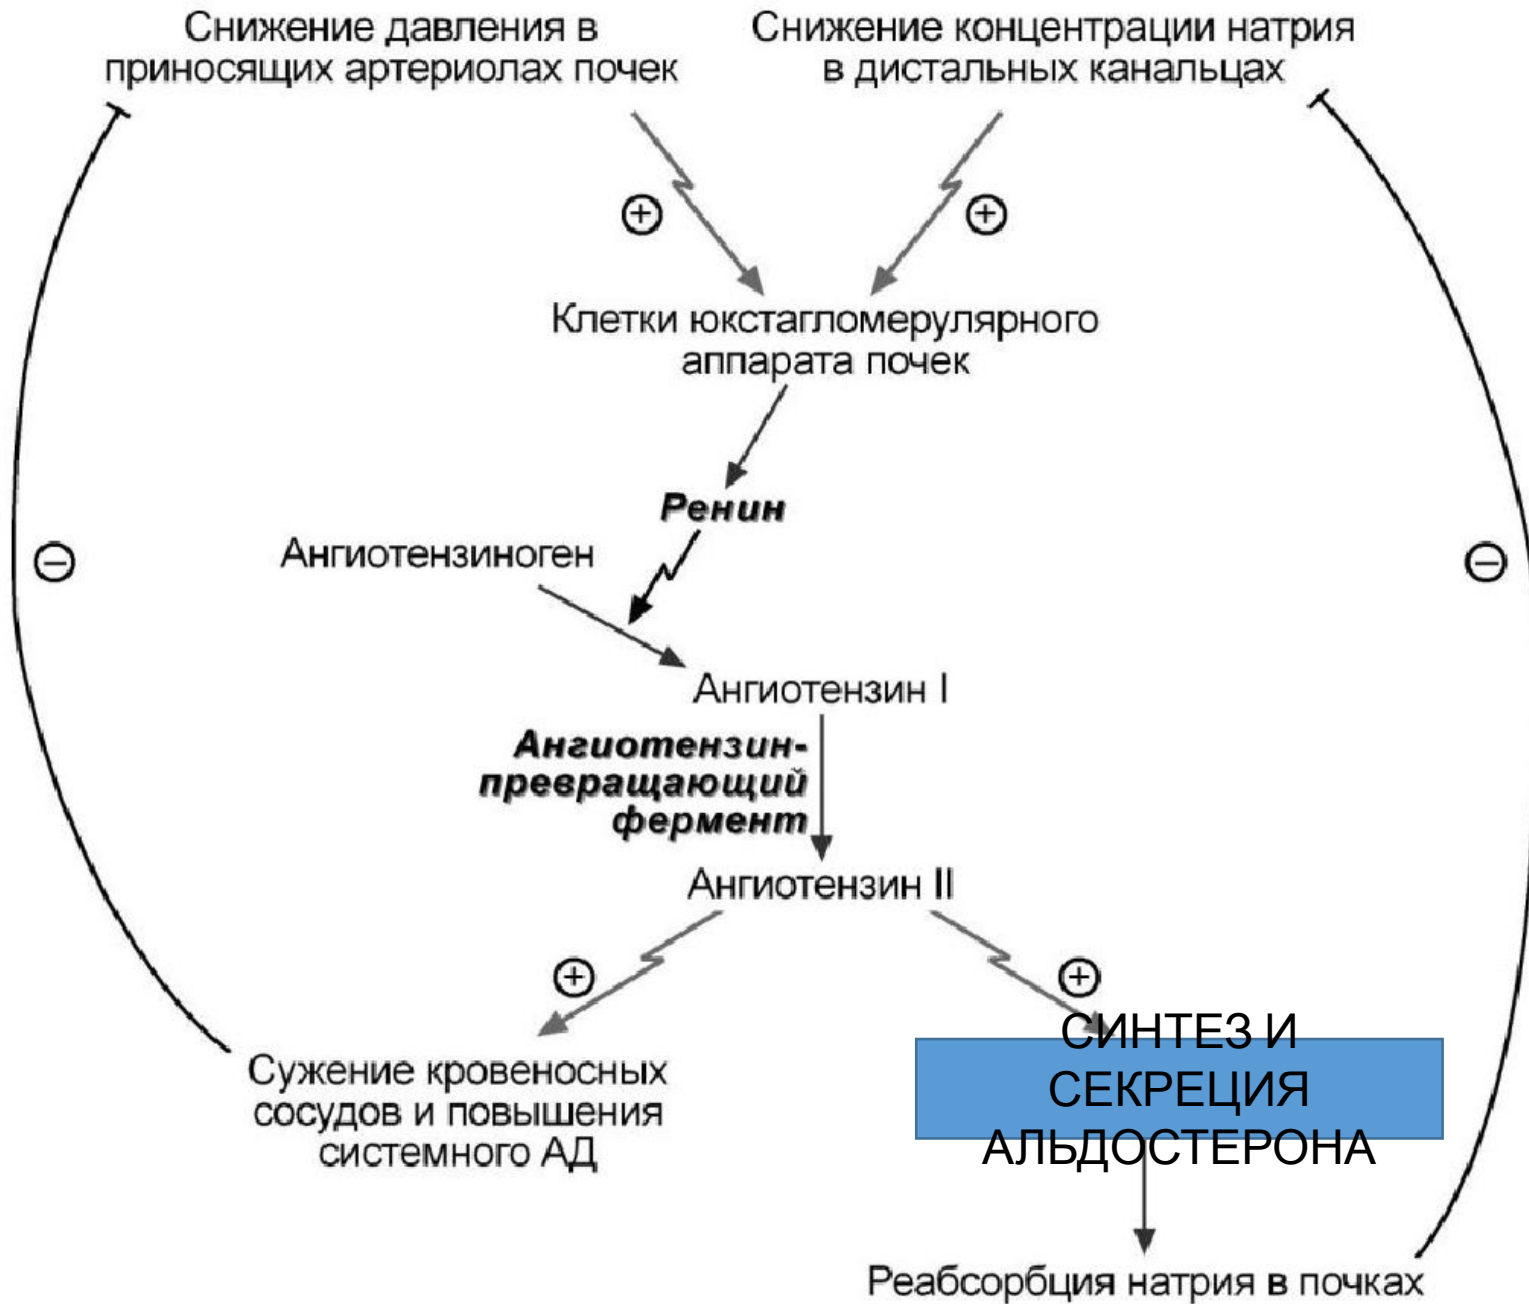 Снижение давления в
приносящих артериолах почек
Снижение концентрации натрия
в дистальных канальцах
+
+
Клетки юкстагломерулярного
аппарата почек
Ренин
Ангиотензиноген
−
−
Ангиотензин I
Ангиотензин-
превращающий
фермент
Ангиотензин II
+
+
Сужение кровеносных
сосудов и повышения
системного АД
СИНТЕЗ И
СЕКРЕЦИЯ
АЛЬДОСТЕРОНА
Реабсорбция натрия в почках